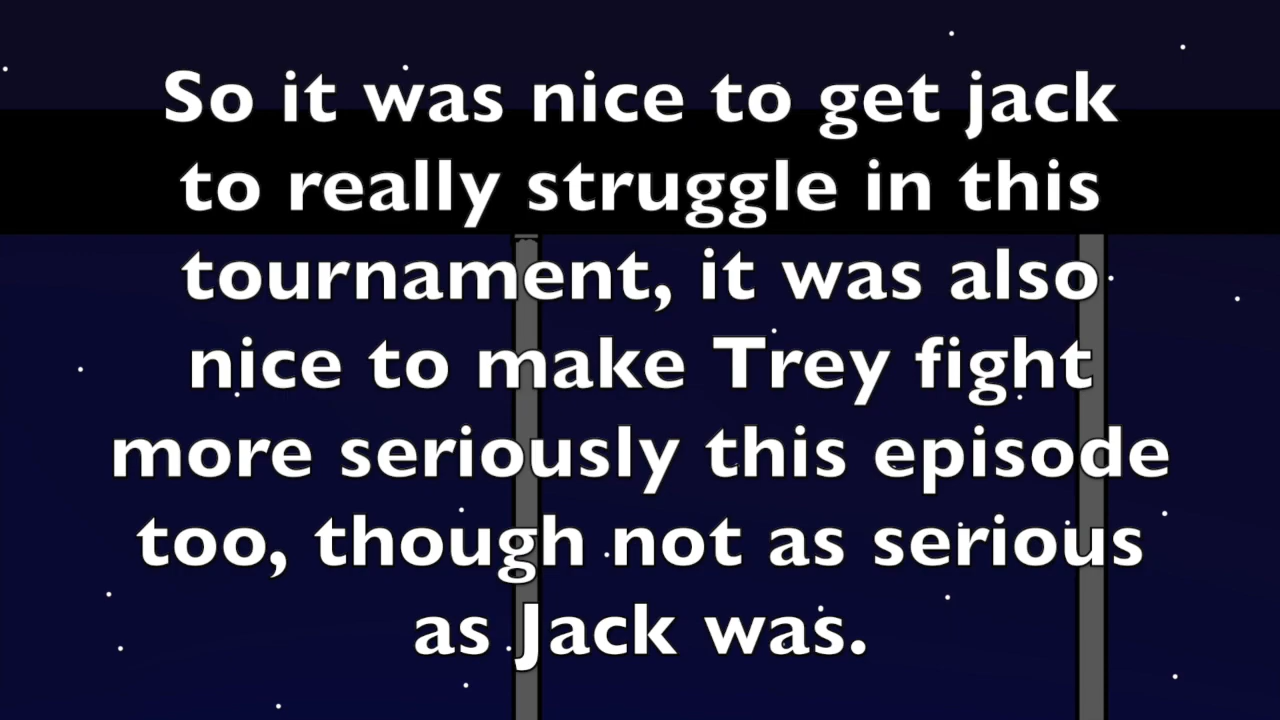 So it was nice to get jack
to really struggle in this
tournament, it was also
nice to make Trey fight
more seriously this episode
too, though not as serious
as Jack was.